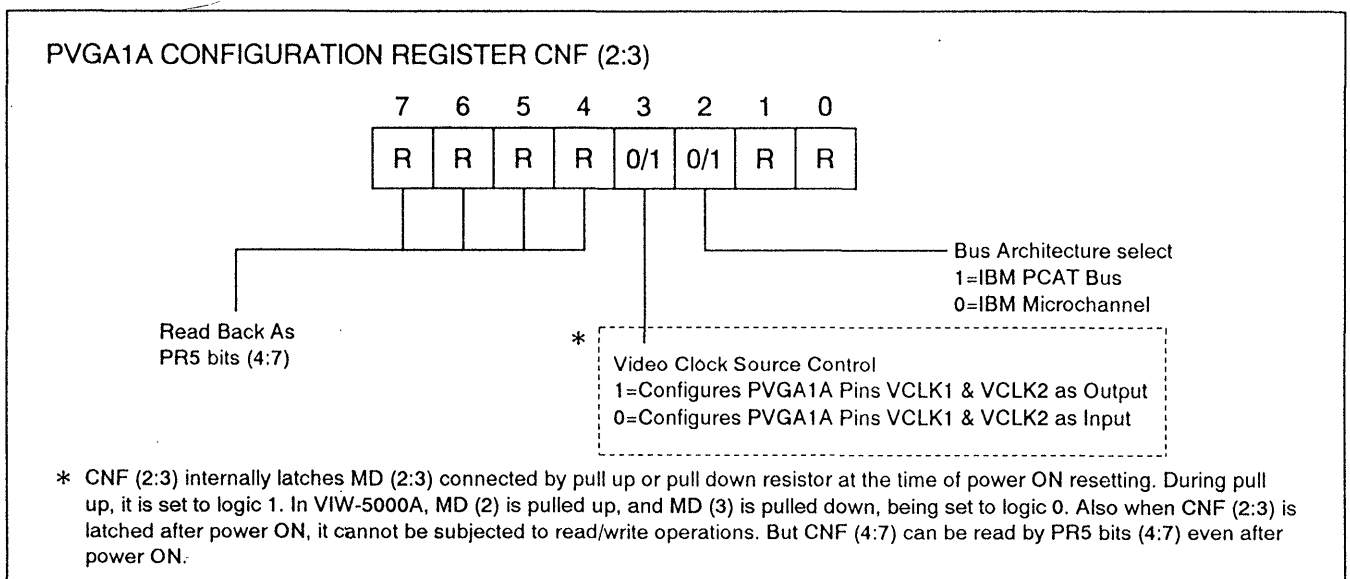 PVGA1A CONFIGURATION REGISTER CNF (2:3)
7 6 5 4 3 2 1 0
R R R R 0/1 0/1 R R
Bus Architecture select
1=IBM PCAT Bus
0=IBM Microchannel
Read Back As
PR5 bits (4:7)
*
Video Clock Source Control
1=Configures PVGA1A Pins VCLK1 & VCLK2 as Output
0=Configures PVGA1A Pins VCLK1 & VCLK2 as Input
* CNF (2:3) internally latches MD (2:3) connected by pull up or pull down resistor at the time of power ON resetting. During pull
up, it is set to logic 1. In VIW-5000A, MD (2) is pulled up, and MD (3) is pulled down, being set to logic 0. Also when CNF (2:3) is
latched after power ON, it cannot be subjected to read/write operations. But CNF (4:7) can be read by PR5 bits (4:7) even after
power ON.